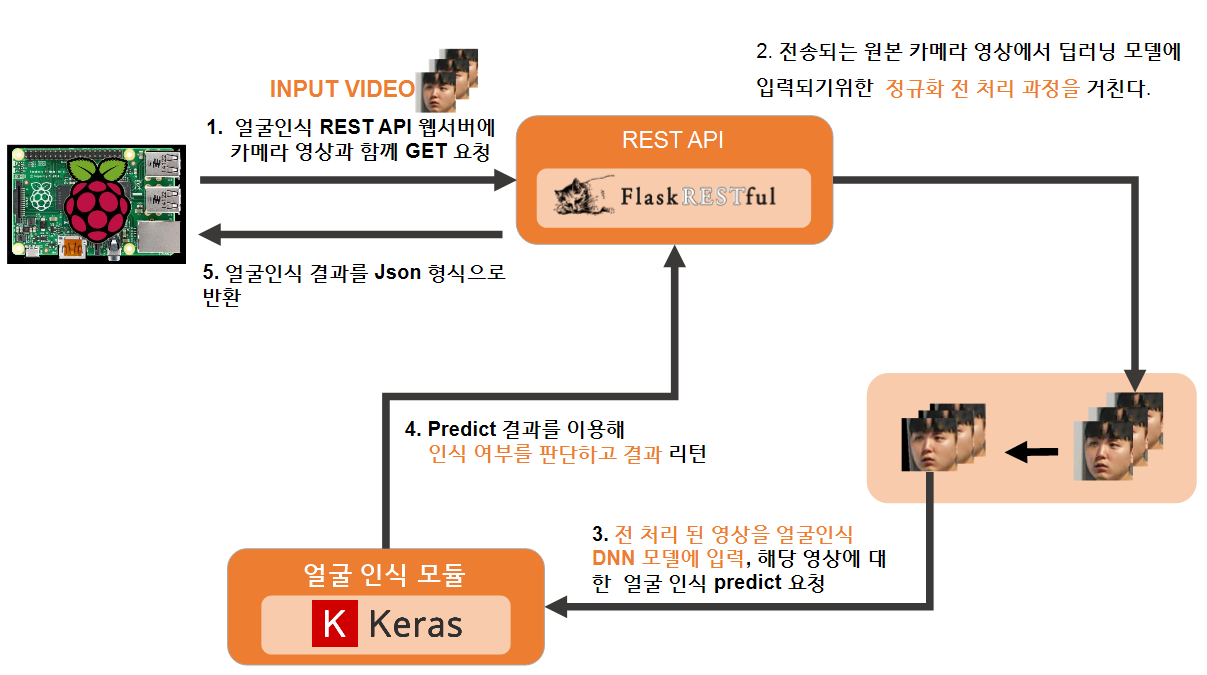 2. 전송되는 원본 카메라 영상에서 딥러닝 모델에
입력되기위한 정규화 전 처리 과정을 거친다.
INPUT VIDEO
1. 얼굴인식 REST API 웹서버에
카메라 영상과 함께 GET 요청
REST API
FlaskRESTful
5. 얼굴인식 결과를 Json 형식으로
반환
4. Predict 결과를 이용해
인식 여부를 판단하고 결과 리턴
3. 전 처리 된 영상을 얼굴인식
DNN 모델에 입력, 해당 영상에 대
한 얼굴 인식 predict 요청
얼굴 인식 모듈
K Keras